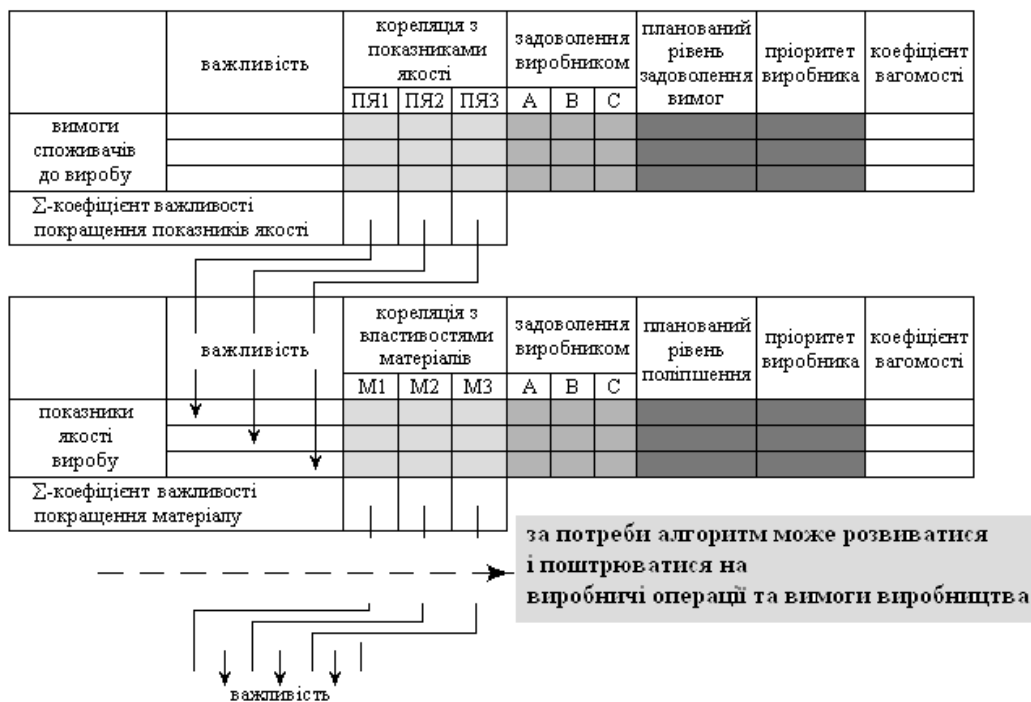 важливість
кореляція з
показниками
якості
задоволення
виробником
планований
рівень
задоволення
вимог
пріоритет
виробника
коефіцієнт
вагомості
ПЯ1 ПЯ2 ПЯ3 А В С
вимоги
споживачів
до виробу
Σ-коефіцієнт важливості
покращення показників якості
важливість
кореляція з
властивостями
матеріалів
задоволення
виробником
планований
рівень
поліпшення
пріоритет
виробника
коефіцієнт
вагомості
М1 М2 М3 А В С
показники
якості
виробу
Σ-коефіцієнт важливості
покращення матеріалу
за потреби алгоритм може розвиватися
і поштрюватися на
виробничі операції та вимоги виробництва
важливість